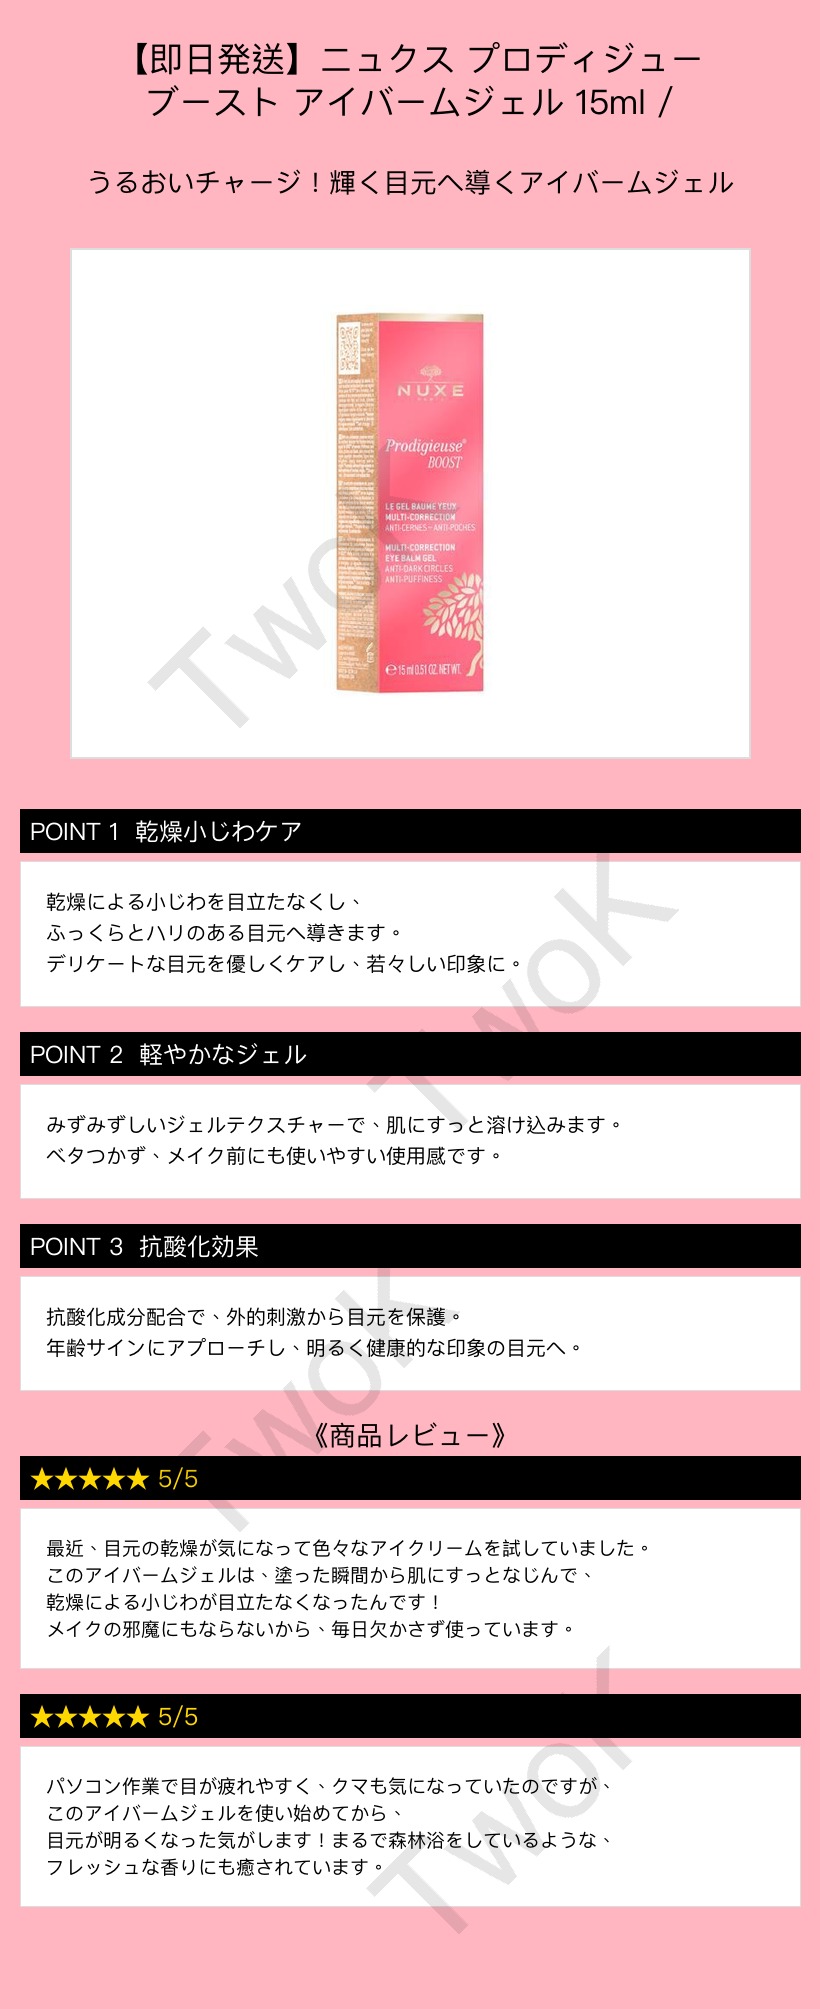 【即日発送】ニュクス プロディジュー
ブースト アイバームジェル 15ml /
うるおいチャージ！輝く目元へ導くアイバームジェル
NUXE
Prodigieuse®
BOOST
LE GEL BAUME YEUX
MULTI-CORRECTION
ANTI-CERNES - ANTI-POCHES
MULTI-CORRECTION
EYE BALM GEL
ANTI-DARK CIRCLES
ANTI-PUFFINESS
℮ 15 ml 0.51 OZ. NET WT.
TwoK
POINT 1 乾燥小じわケア
乾燥による小じわを目立たなくし、
ふっくらとハリのある目元へ導きます。
デリケートな目元を優しくケアし、若々しい印象に。
TwoK
POINT 2 軽やかなジェル
みずみずしいジェルテクスチャーで、肌にすっと溶け込みます。
ベタつかず、メイク前にも使いやすい使用感です。
POINT 3 抗酸化効果
抗酸化成分配合で、外的刺激から目元を保護。
年齢サインにアプローチし、明るく健康的な印象の目元へ。
TwoK
《商品レビュー》
★★★★★ 5/5
最近、目元の乾燥が気になって色々なアイクリームを試していました。
このアイバームジェルは、塗った瞬間から肌にすっとなじんで、
乾燥による小じわが目立たなくなったんです！
メイクの邪魔にもならないから、毎日欠かさず使っています。
★★★★★ 5/5
パソコン作業で目が疲れやすく、クマも気になっていたのですが、
このアイバームジェルを使い始めてから、
目元が明るくなった気がします！まるで森林浴をしているような、
フレッシュな香りにも癒されています。
TwoK